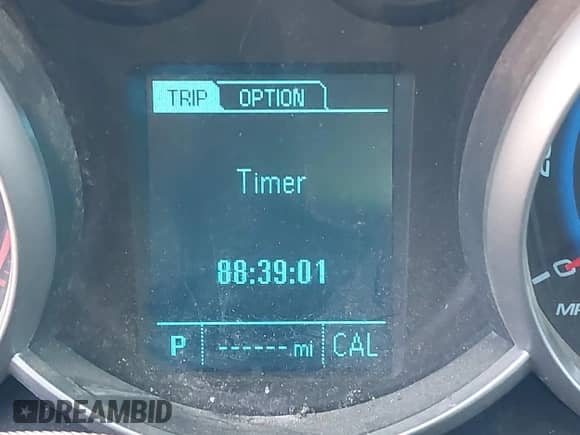 TRIP OPTION
Timer
88:39:01
P ------ mi CAL
DREAMBID